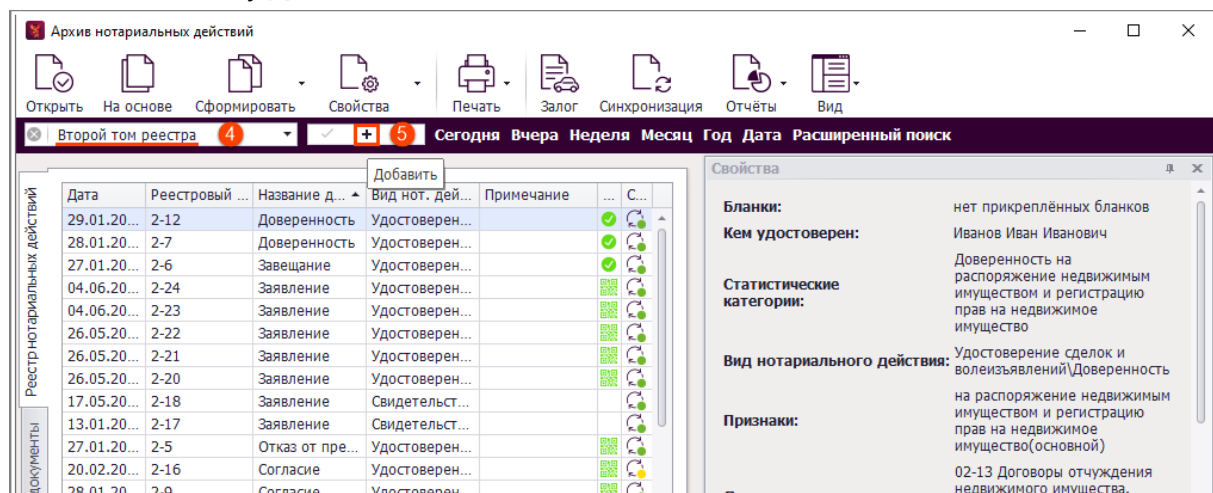 Архив нотариальных действий
Открыть На основе Сформировать Свойства Печать Залог Синхронизация Отчёты Вид
Второй том реестра 4 + 5 Сегодня Вчера Неделя Месяц Год Дата Расширенный поиск
Добавить
Реестр нотариальных действий
документы
Дата Реестровый ... Название д... Вид нот. дей... Примечание ... С...
29.01.20... 2-12 Доверенность Удостоверен...
28.01.20... 2-7 Доверенность Удостоверен...
27.01.20... 2-6 Завещание Удостоверен...
04.06.20... 2-24 Заявление Удостоверен...
04.06.20... 2-23 Заявление Удостоверен...
26.05.20... 2-22 Заявление Удостоверен...
26.05.20... 2-21 Заявление Удостоверен...
26.05.20... 2-20 Заявление Удостоверен...
17.05.20... 2-18 Заявление Свидетельст...
13.01.20... 2-17 Заявление Свидетельст...
27.01.20... 2-5 Отказ от пре... Удостоверен...
20.02.20... 2-16 Согласие Удостоверен...
28.01.20... 2-9 Согласие Удостоверен...
Свойства
Бланки: нет прикреплённых бланков
Кем удостоверен: Иванов Иван Иванович
Статистические категории: Доверенность на
распоряжение недвижимым
имуществом и регистрацию
прав на недвижимое
имущество
Вид нотариального действия: Удостоверение сделок и
волеизъявлений\Доверенность
Признаки: на распоряжение недвижимым
имуществом и регистрацию
прав на недвижимое
имущество(основной)
02-13 Договоры отчуждения
недвижимого имущества,